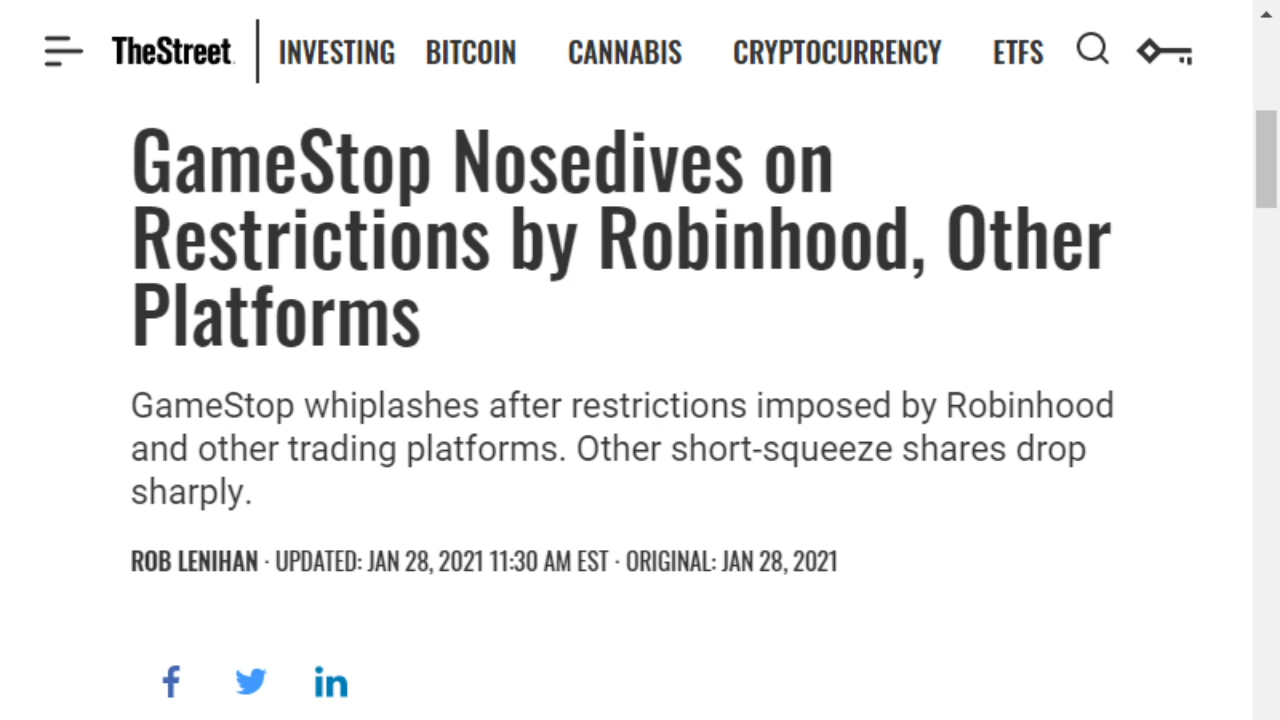 TheStreet INVESTING BITCOIN CANNABIS CRYPTOCURRENCY ETFS
GameStop Nosedives on
Restrictions by Robinhood, Other
Platforms
GameStop whiplashes after restrictions imposed by Robinhood
and other trading platforms. Other short-squeeze shares drop
sharply.
ROB LENIHAN · UPDATED: JAN 28, 2021 11:30 AM EST · ORIGINAL: JAN 28, 2021